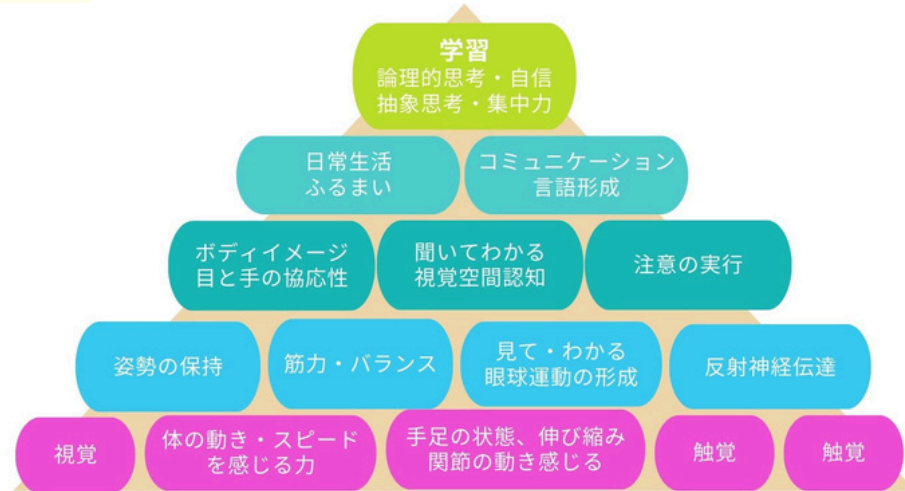 学習
論理的思考・自信
抽象思考・集中力
日常生活
ふるまい
コミュニケーション
言語形成
ボディイメージ
目と手の協応性
聞いてわかる
視覚空間認知
注意の実行
姿勢の保持
筋力・バランス
見て・わかる
眼球運動の形成
反射神経伝達
視覚
体の動き・スピード
を感じる力
手足の状態、伸び縮み
関節の動き感じる
触覚
触覚